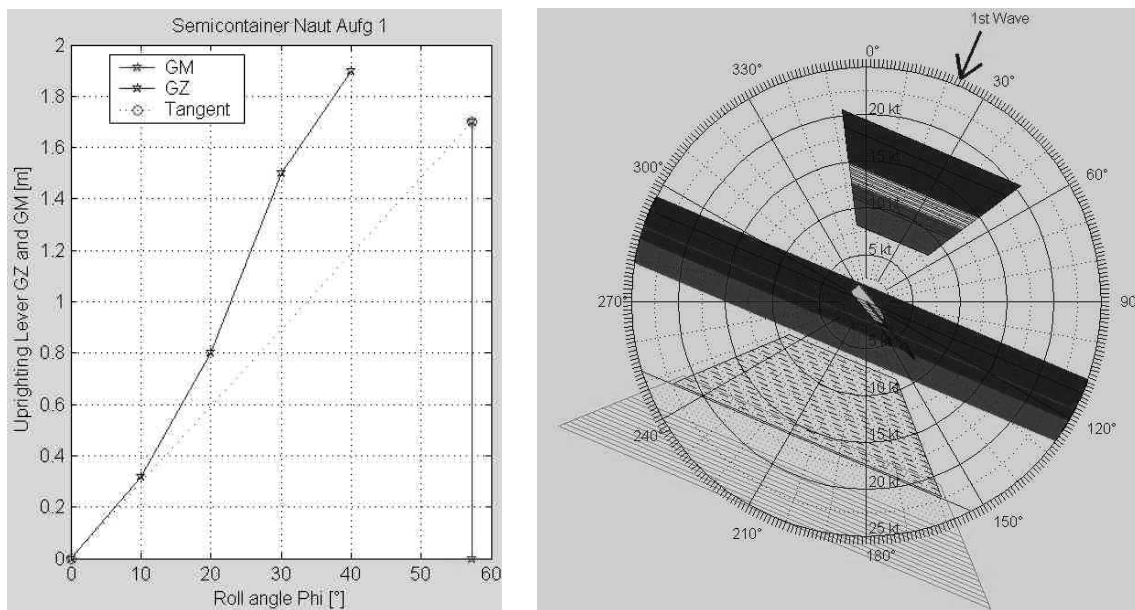 Semicontainer Naut Aufg 1
GM
GZ
Tangent
Uprighting Lever GZ and GM [m]
2
1.8
1.6
1.4
1.2
1
0.8
0.6
0.4
0.2
0
0 10 20 30 40 50 60
Roll angle Phi [°]
1st Wave
0°
330° 30°
20 kt
300° 15 kt 60°
10 kt
5 kt
270° 90
10 kt
120°
240° 15 kt
20 kt
150°
210° 25 kt
180°